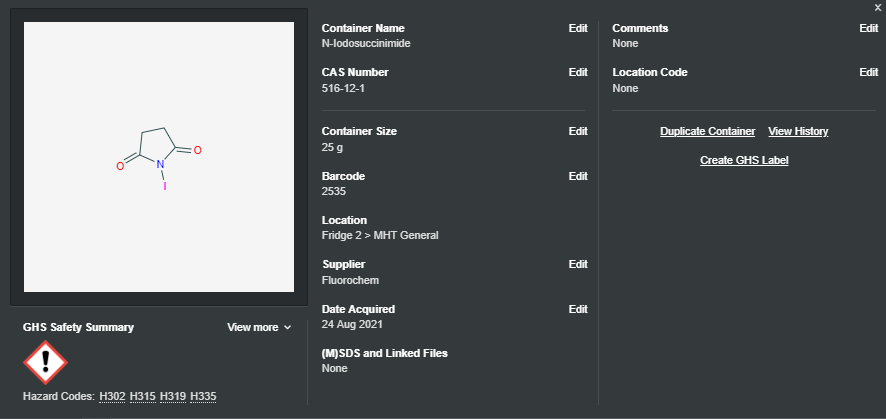 x
O
O
N
I
GHS Safety Summary View more
Hazard Codes: H302 H315 H319 H335
Container Name Edit
N-Iodosuccinimide
CAS Number Edit
516-12-1
Container Size Edit
25 g
Barcode Edit
2535
Location
Fridge 2 > MHT General
Supplier Edit
Fluorochem
Date Acquired Edit
24 Aug 2021
(M)SDS and Linked Files
None
Comments Edit
None
Location Code Edit
None
Duplicate Container View History
Create GHS Label